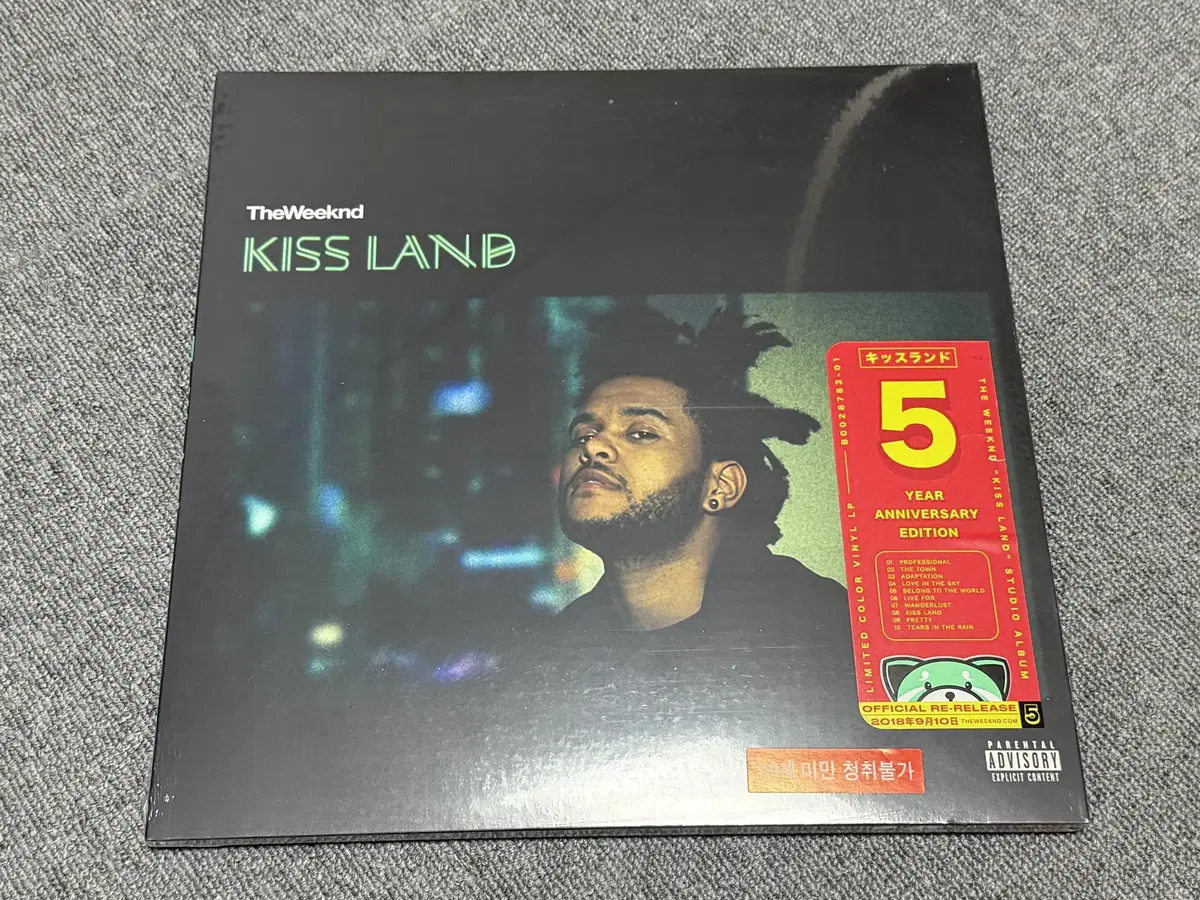 TheWeeknd
KISS LAND
キッスランド
5
YEAR
ANNIVERSARY
EDITION
01 PROFESSIONAL
02 THE TOWN
03 ADAPTATION
04 LOVE IN THE SKY
05 BELONG TO THE WORLD
06 LIVE FOR
07 WANDERLUST
08 KISS LAND
09 PRETTY
10 TEARS IN THE RAIN
LIMITED COLOR VINYL LP
B0028783-01
THE WEEKND "KISS LAND" STUDIO ALBUM
OFFICIAL RE-RELEASE
2018年9月10日 THEWEEKND.COM
5
미만 청취불가
PARENTAL
ADVISORY
EXPLICIT CONTENT